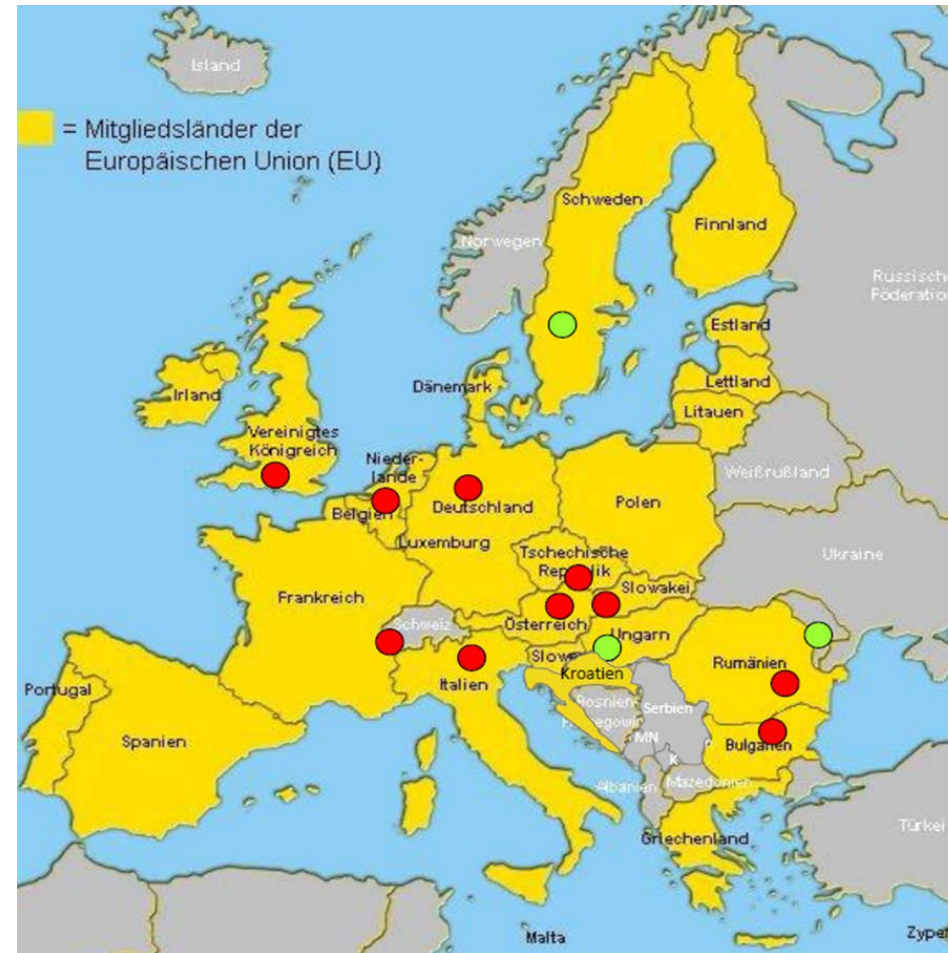 Island
= Mitgliedsländer der
Europäischen Union (EU)
Schweden
Finnland
Norwegen
Russische
Föderation
Estland
Lettland
Dänemark
Litauen
Irland
Vereinigtes
Königreich
Nieder-
lande
Weißrußland
Belgien
Deutschland
Polen
Luxemburg
Tschechische
Republik
Ukraine
Slowakei
Frankreich
Schweiz
Österreich
Ungarn
Slowe
Rumänien
Kroatien
Italien
Portugal
Bosnien-
Herzegowin
Serbien
Spanien
MN
Bulgarien
K
Albanien
Mazedonien
Türkei
Griechenland
Malta
Zyper